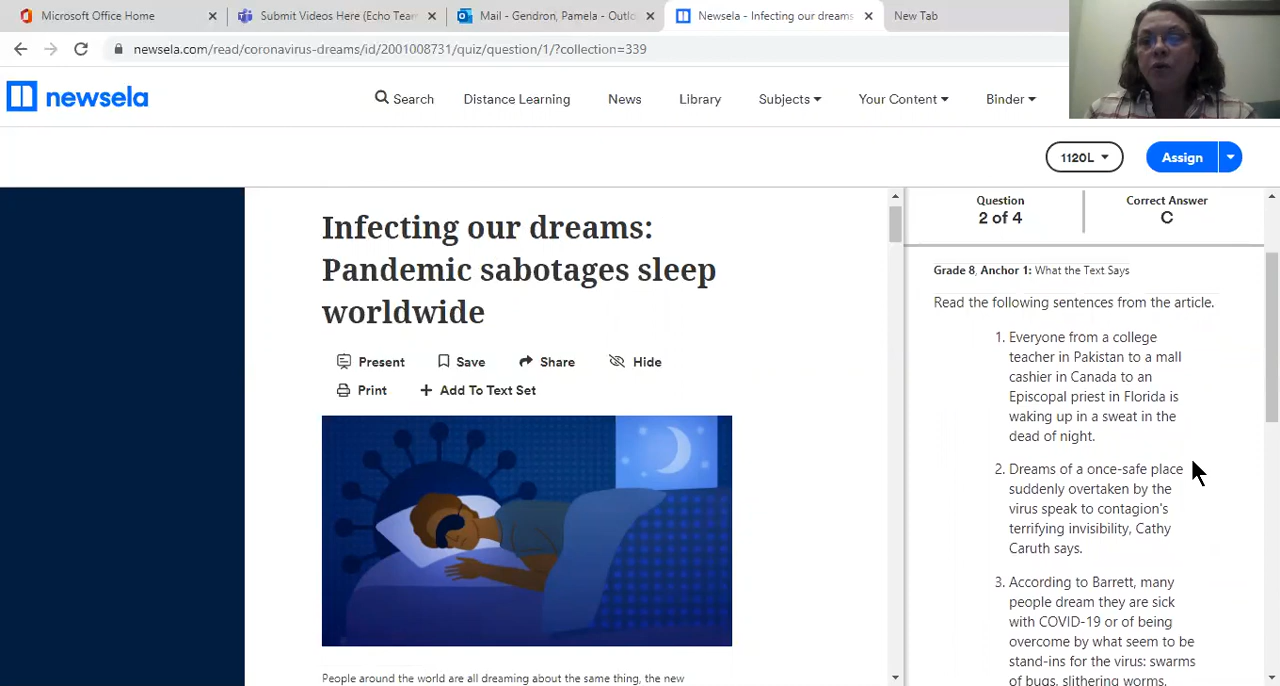 Microsoft Office Home
Submit Videos Here (Echo Tear
Mail - Gendron, Pamela - Outlo
Newsela - Infecting our dreams
New Tab
newsela.com/read/coronavirus-dreams/id/2001008731/quiz/question/1/?collection=339
newsela
Search
Distance Learning
News
Library
Subjects
Your Content
Binder
1120L
Assign
Infecting our dreams:
Pandemic sabotages sleep
worldwide
Present
Save
Share
Hide
Print
Add To Text Set
People around the world are all dreaming about the same thing, the new
Question
2 of 4
Correct Answer
C
Grade 8, Anchor 1: What the Text Says
Read the following sentences from the article.
1. Everyone from a college
teacher in Pakistan to a mall
cashier in Canada to an
Episcopal priest in Florida is
waking up in a sweat in the
dead of night.
2. Dreams of a once-safe place
suddenly overtaken by the
virus speak to contagion's
terrifying invisibility, Cathy
Caruth says.
3. According to Barrett, many
people dream they are sick
with COVID-19 or of being
overcome by what seem to be
stand-ins for the virus: swarms
of bugs, slithering worms,